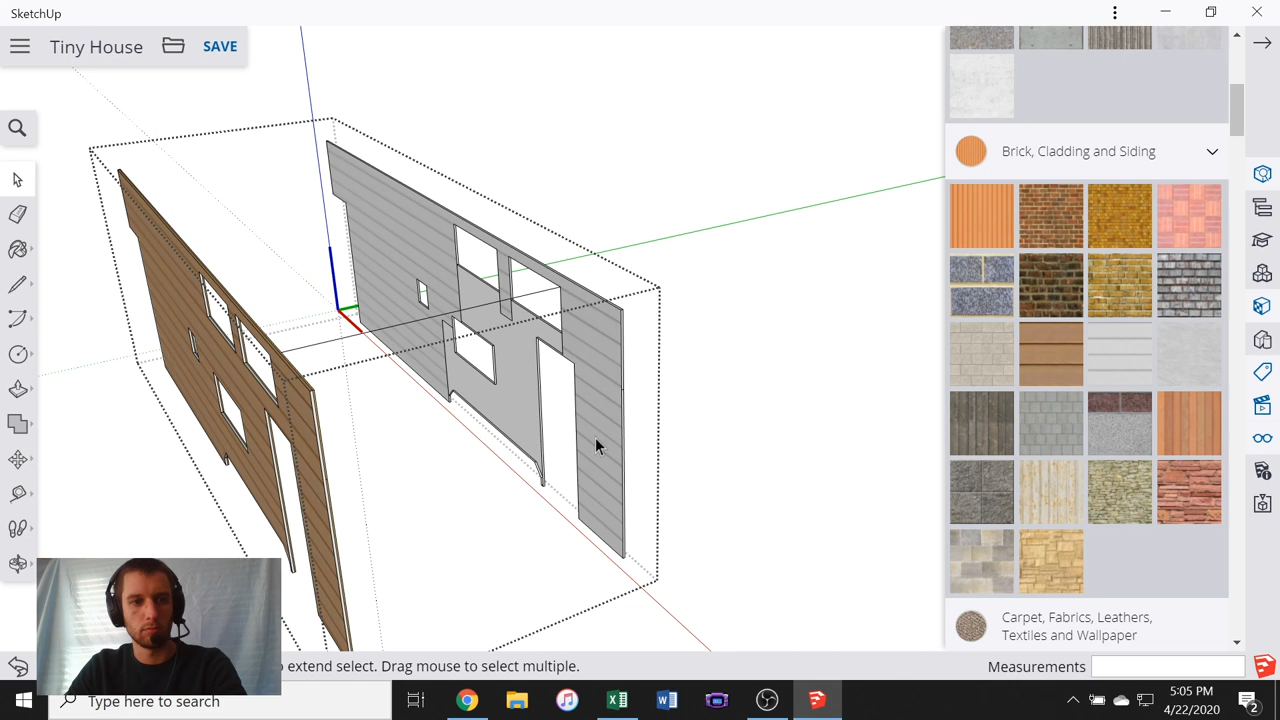 SketchUp
Tiny House
SAVE
Brick, Cladding and Siding
Carpet, Fabrics, Leathers,
Textiles and Wallpaper
extend select. Drag mouse to select multiple.
Measurements
Type here to search
5:05 PM
4/22/2020
2